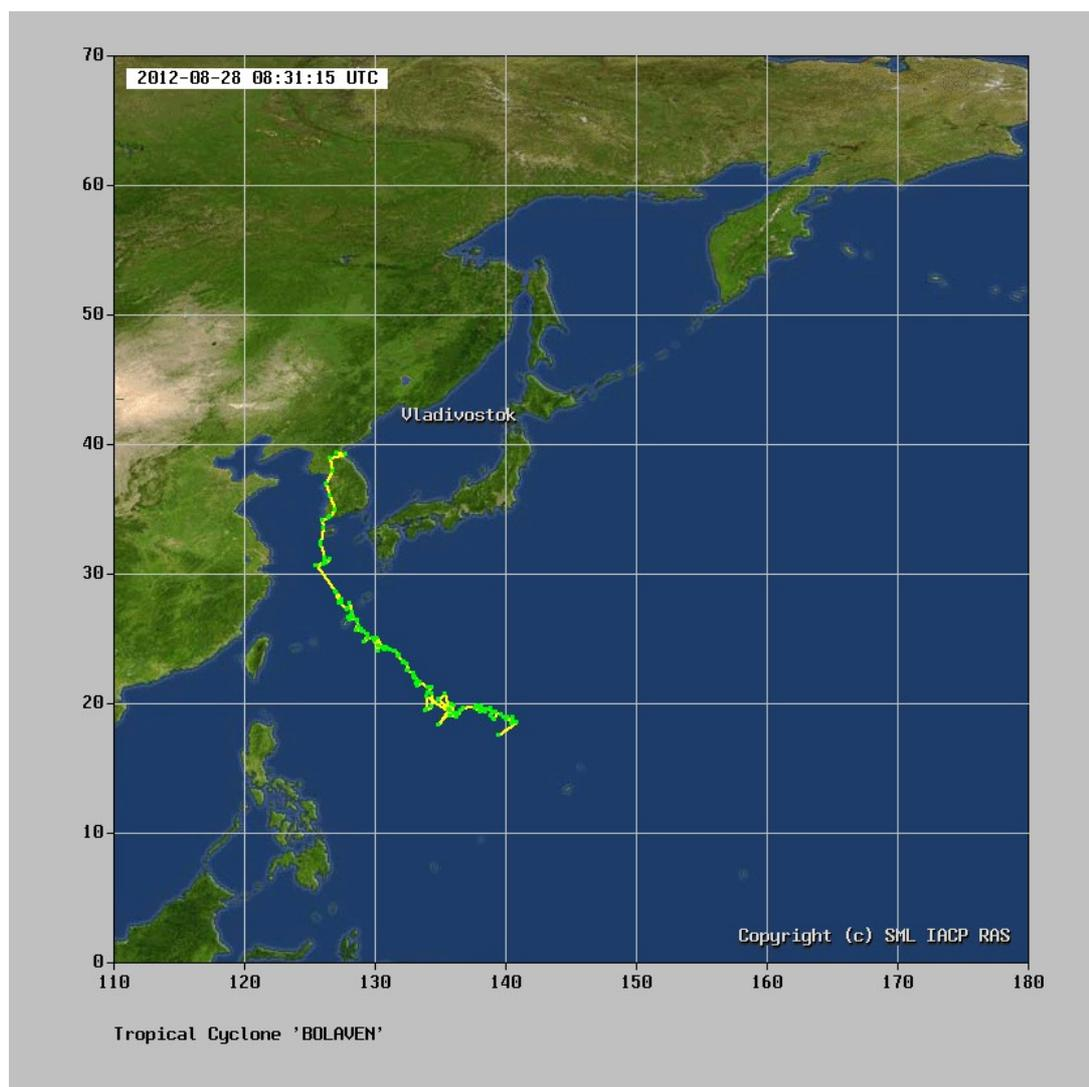 70
2012-08-28 08:31:15 UTC
60
50
Vladivostok
40
30
20
10
Copyright (c) SML IACP RAS
0
110 120 130 140 150 160 170 180
Tropical Cyclone 'BOLAVEN'